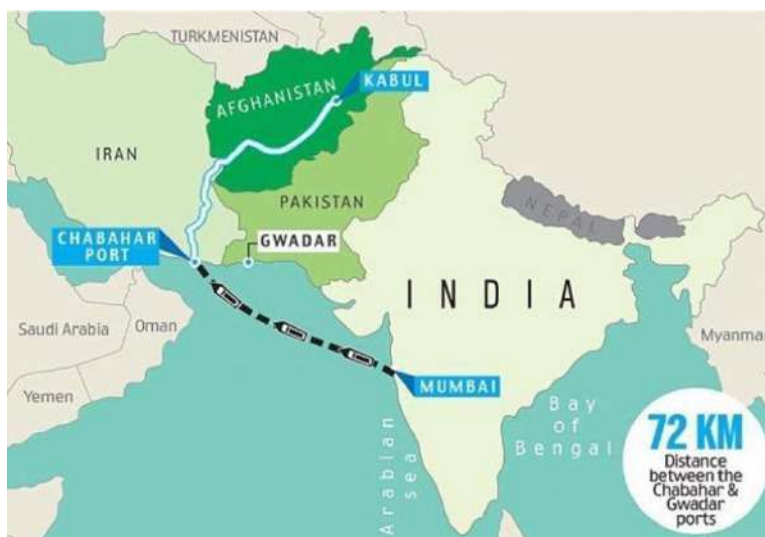 TURKMENISTAN
AFGHANISTAN
KABUL
IRAN
PAKISTAN
NEPAL
CHABAHAR
PORT
GWADAR
INDIA
Saudi Arabia
Oman
Myanmar
Yemen
MUMBAI
Arabian
sea
Bay
of
Bengal
72 KM
Distance
between the
Chabahar &
Gwadar
ports